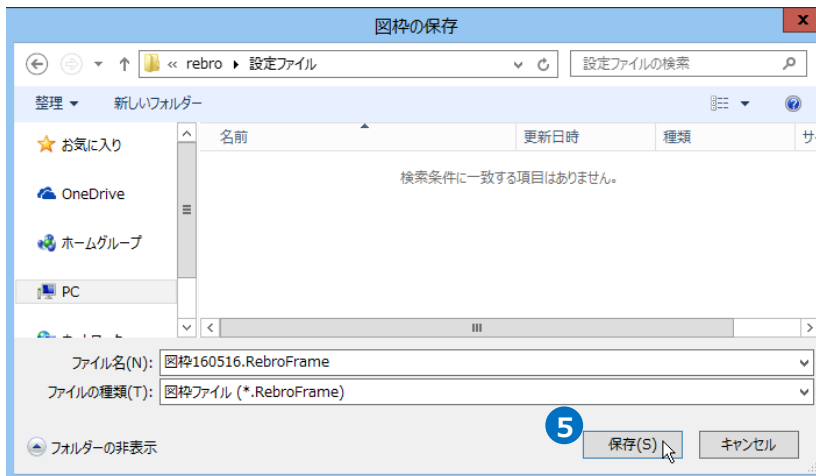 図枠の保存
x
« rebro 設定ファイル
設定ファイルの検索
整理 新しいフォルダー
お気に入り
名前 更新日時 種類 サ
OneDrive
検索条件に一致する項目はありません。
ホームグループ
PC
ファイル名(N): 図枠160516.RebroFrame
ファイルの種類(T): 図枠ファイル (*.RebroFrame)
フォルダーの非表示
5
保存(S)
キャンセル